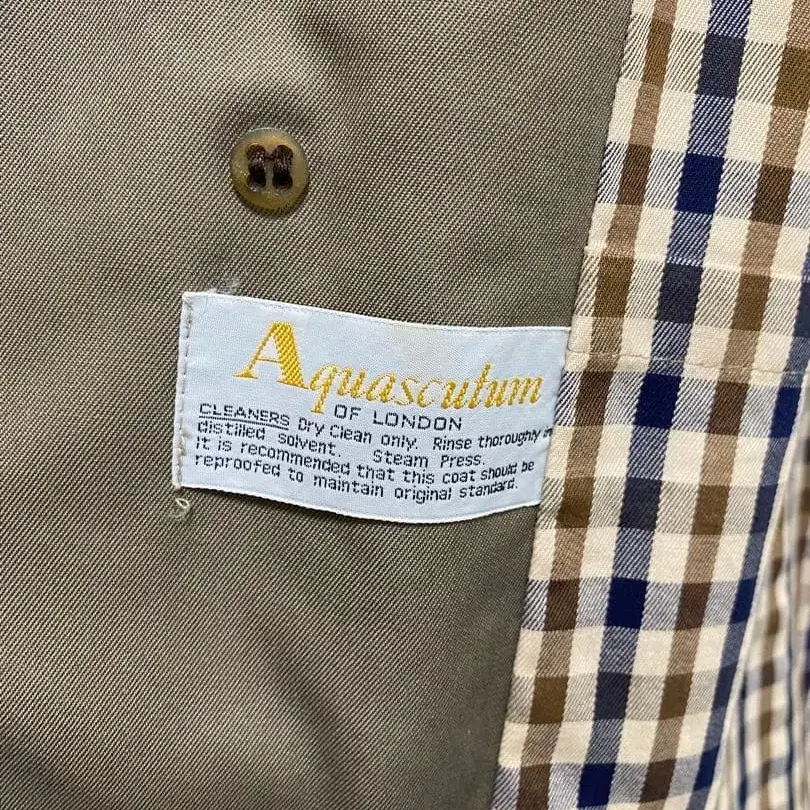 Aquascutum
OF LONDON
CLEANERS Dry Clean only. Rinse thoroughly in
distilled solvent. Steam Press.
It is recommended that this coat should be
reproofed to maintain original standard.